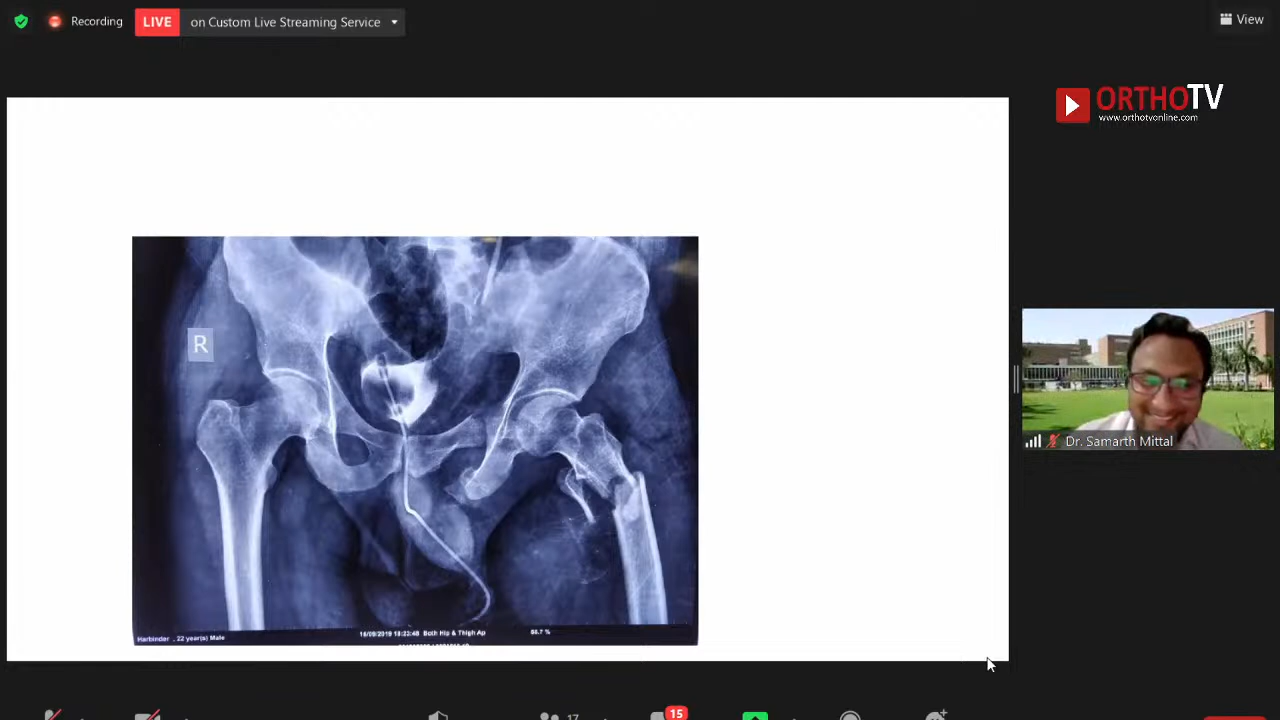 Recording
LIVE
on Custom Live Streaming Service
View
ORTHOTV
www.orthotvonline.com
R
Dr. Samarth Mittal
Harbinder , 22 year(s) Male
Both Hip & Thigh Ap
17
15